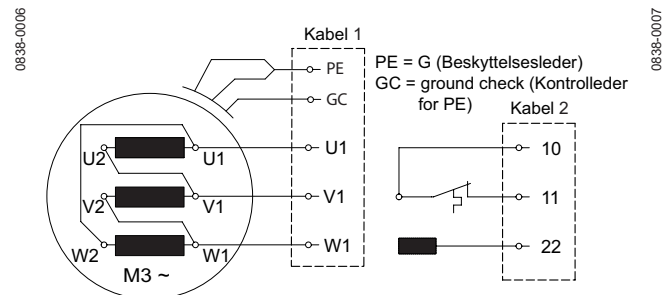 0838-0006
0838-0007
Kabel 1
PE
GC
PE = G (Beskyttelsesleder)
GC = ground check (Kontrolleder
for PE)
Kabel 2
U2
U1
U1
10
V2
V1
V1
11
W2
W1
W1
22
M3 ~